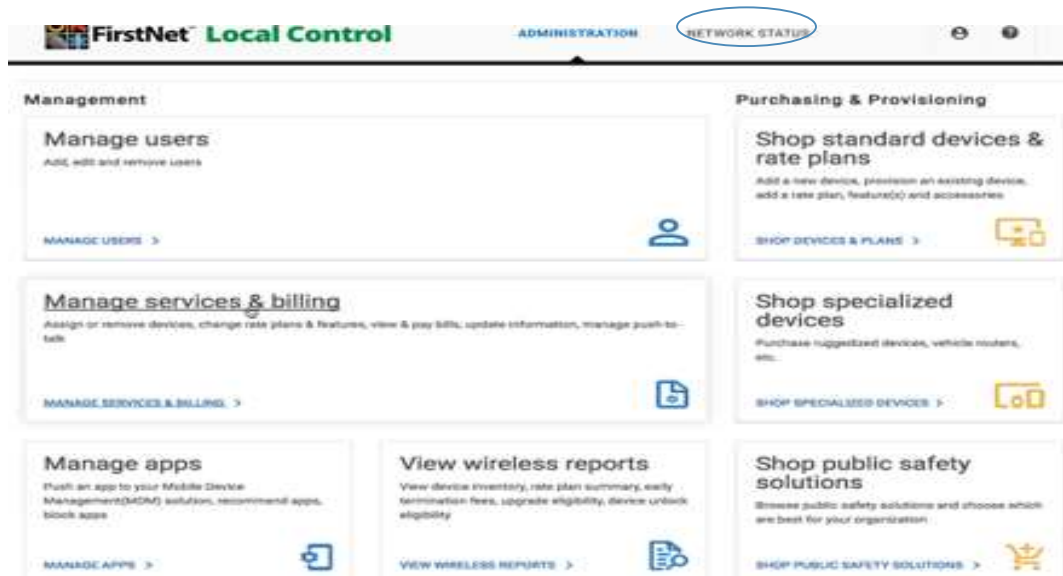 FirstNet™ Local Control
ADMINISTRATION
NETWORK STATUS
Management
Manage users
Add, edit and remove users
MANAGE USERS >
Manage services & billing
Assign or remove devices, change rate plans & features, view & pay bills, update information, manage push-to-
talk
MANAGE SERVICES & BILLING >
Manage apps
Push an app to your Mobile Device
Management(MDM) solution, recommend apps,
block apps
MANAGE APPS >
View wireless reports
View device inventory, rate plan summary, early
termination fees, upgrade eligibility, device unlock
eligibility
VIEW WIRELESS REPORTS >
Purchasing & Provisioning
Shop standard devices &
rate plans
Add a new device, provision an existing device,
add a rate plan, feature(s) and accessories
SHOP DEVICES & PLANS >
Shop specialized
devices
Purchase ruggedized devices, vehicle routers,
etc.
SHOP SPECIALIZED DEVICES >
Shop public safety
solutions
Browse public safety solutions and choose which
are best for your organization
SHOP PUBLIC SAFETY SOLUTIONS >